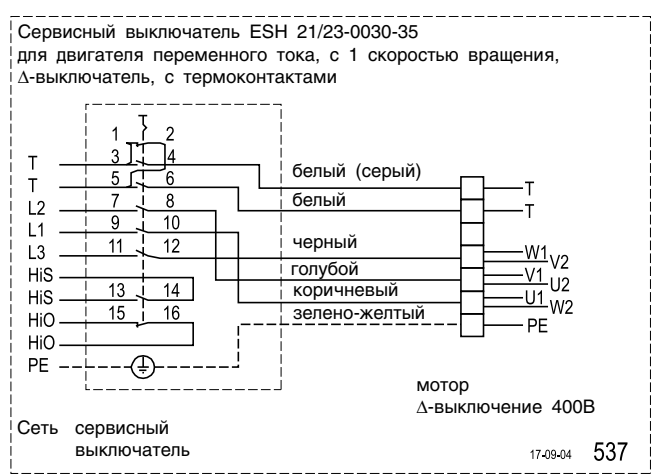 Сервисный выключатель ESH 21/23-0030-35
для двигателя переменного тока, с 1 скоростью вращения,
Δ-выключатель, с термоконтактами
1 2
T 3 4 белый (серый) T
T 5 6 белый T
L2 7 8
L1 9 10
L3 11 12 черный W1 V2
HiS голубой V1 U2
HiS 13 14 коричневый U1 W2
HiO 15 16 зелено-желтый PE
HiO
PE
мотор
Δ-выключение 400В
Сеть сервисный
выключатель
17-09-04 537